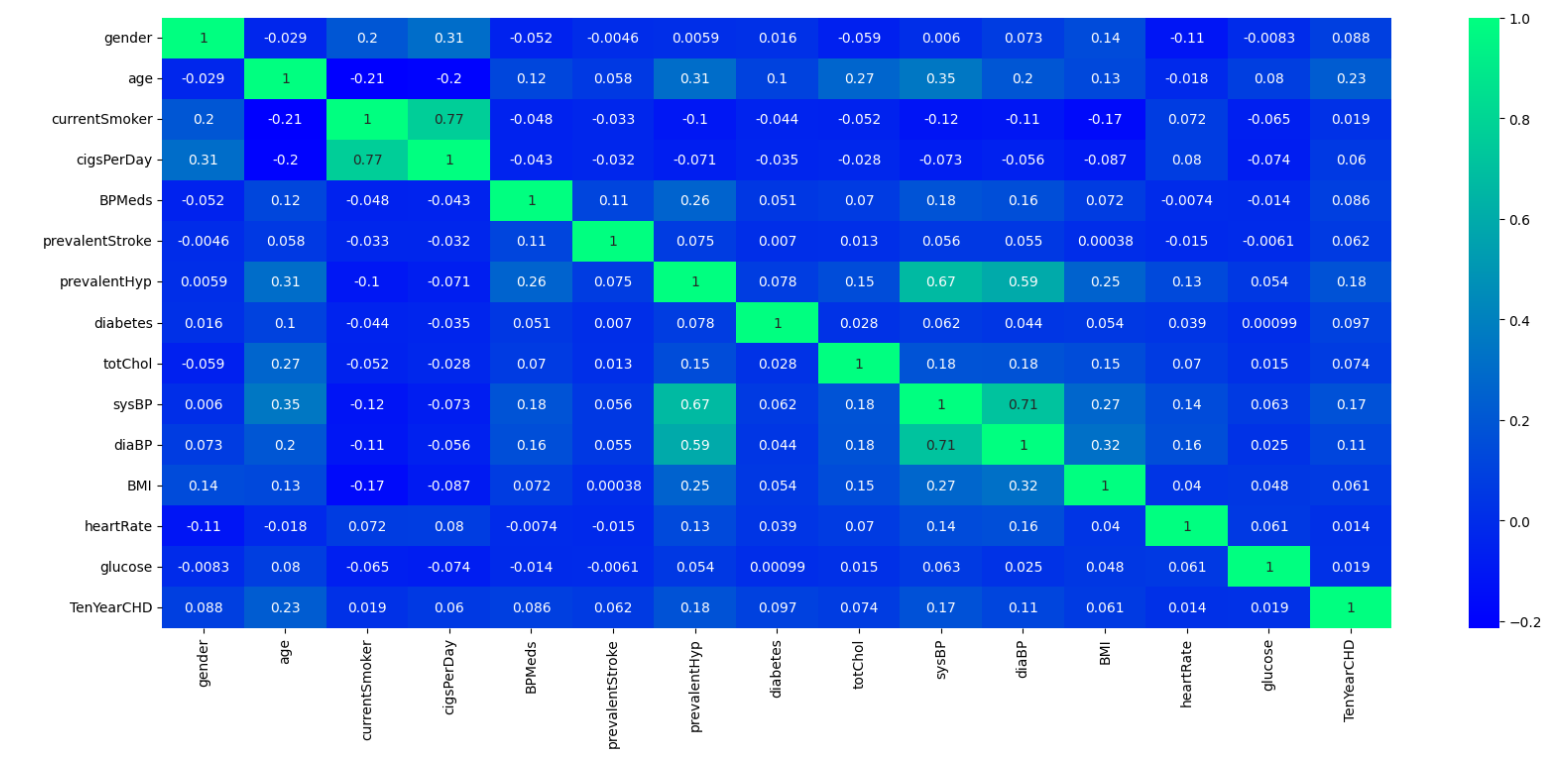 gender 1 -0.029 0.2 0.31 -0.052 -0.0046 0.0059 0.016 -0.059 0.006 0.073 0.14 -0.11 -0.0083 0.088
age -0.029 1 -0.21 -0.2 0.12 0.058 0.31 0.1 0.27 0.35 0.2 0.13 -0.018 0.08 0.23
currentSmoker 0.2 -0.21 1 0.77 -0.048 -0.033 -0.1 -0.044 -0.052 -0.12 -0.11 -0.17 0.072 -0.065 0.019
cigsPerDay 0.31 -0.2 0.77 1 -0.043 -0.032 -0.071 -0.035 -0.028 -0.073 -0.056 -0.087 0.08 -0.074 0.06
BPMeds -0.052 0.12 -0.048 -0.043 1 0.11 0.26 0.051 0.07 0.18 0.16 0.072 -0.0074 -0.014 0.086
prevalentStroke -0.0046 0.058 -0.033 -0.032 0.11 1 0.075 0.007 0.013 0.056 0.055 0.00038 -0.015 -0.0061 0.062
prevalentHyp 0.0059 0.31 -0.1 -0.071 0.26 0.075 1 0.078 0.15 0.67 0.59 0.25 0.13 0.054 0.18
diabetes 0.016 0.1 -0.044 -0.035 0.051 0.007 0.078 1 0.028 0.062 0.044 0.054 0.039 0.00099 0.097
totChol -0.059 0.27 -0.052 -0.028 0.07 0.013 0.15 0.028 1 0.18 0.18 0.15 0.07 0.015 0.074
sysBP 0.006 0.35 -0.12 -0.073 0.18 0.056 0.67 0.062 0.18 1 0.71 0.27 0.14 0.063 0.17
diaBP 0.073 0.2 -0.11 -0.056 0.16 0.055 0.59 0.044 0.18 0.71 1 0.32 0.16 0.025 0.11
BMI 0.14 0.13 -0.17 -0.087 0.072 0.00038 0.25 0.054 0.15 0.27 0.32 1 0.04 0.048 0.061
heartRate -0.11 -0.018 0.072 0.08 -0.0074 -0.015 0.13 0.039 0.07 0.14 0.16 0.04 1 0.061 0.014
glucose -0.0083 0.08 -0.065 -0.074 -0.014 -0.0061 0.054 0.00099 0.015 0.063 0.025 0.048 0.061 1 0.019
TenYearCHD 0.088 0.23 0.019 0.06 0.086 0.062 0.18 0.097 0.074 0.17 0.11 0.061 0.014 0.019 1
gender age currentSmoker cigsPerDay BPMeds prevalentStroke prevalentHyp diabetes totChol sysBP diaBP BMI heartRate glucose TenYearCHD
1.0
0.8
0.6
0.4
0.2
0.0
−0.2